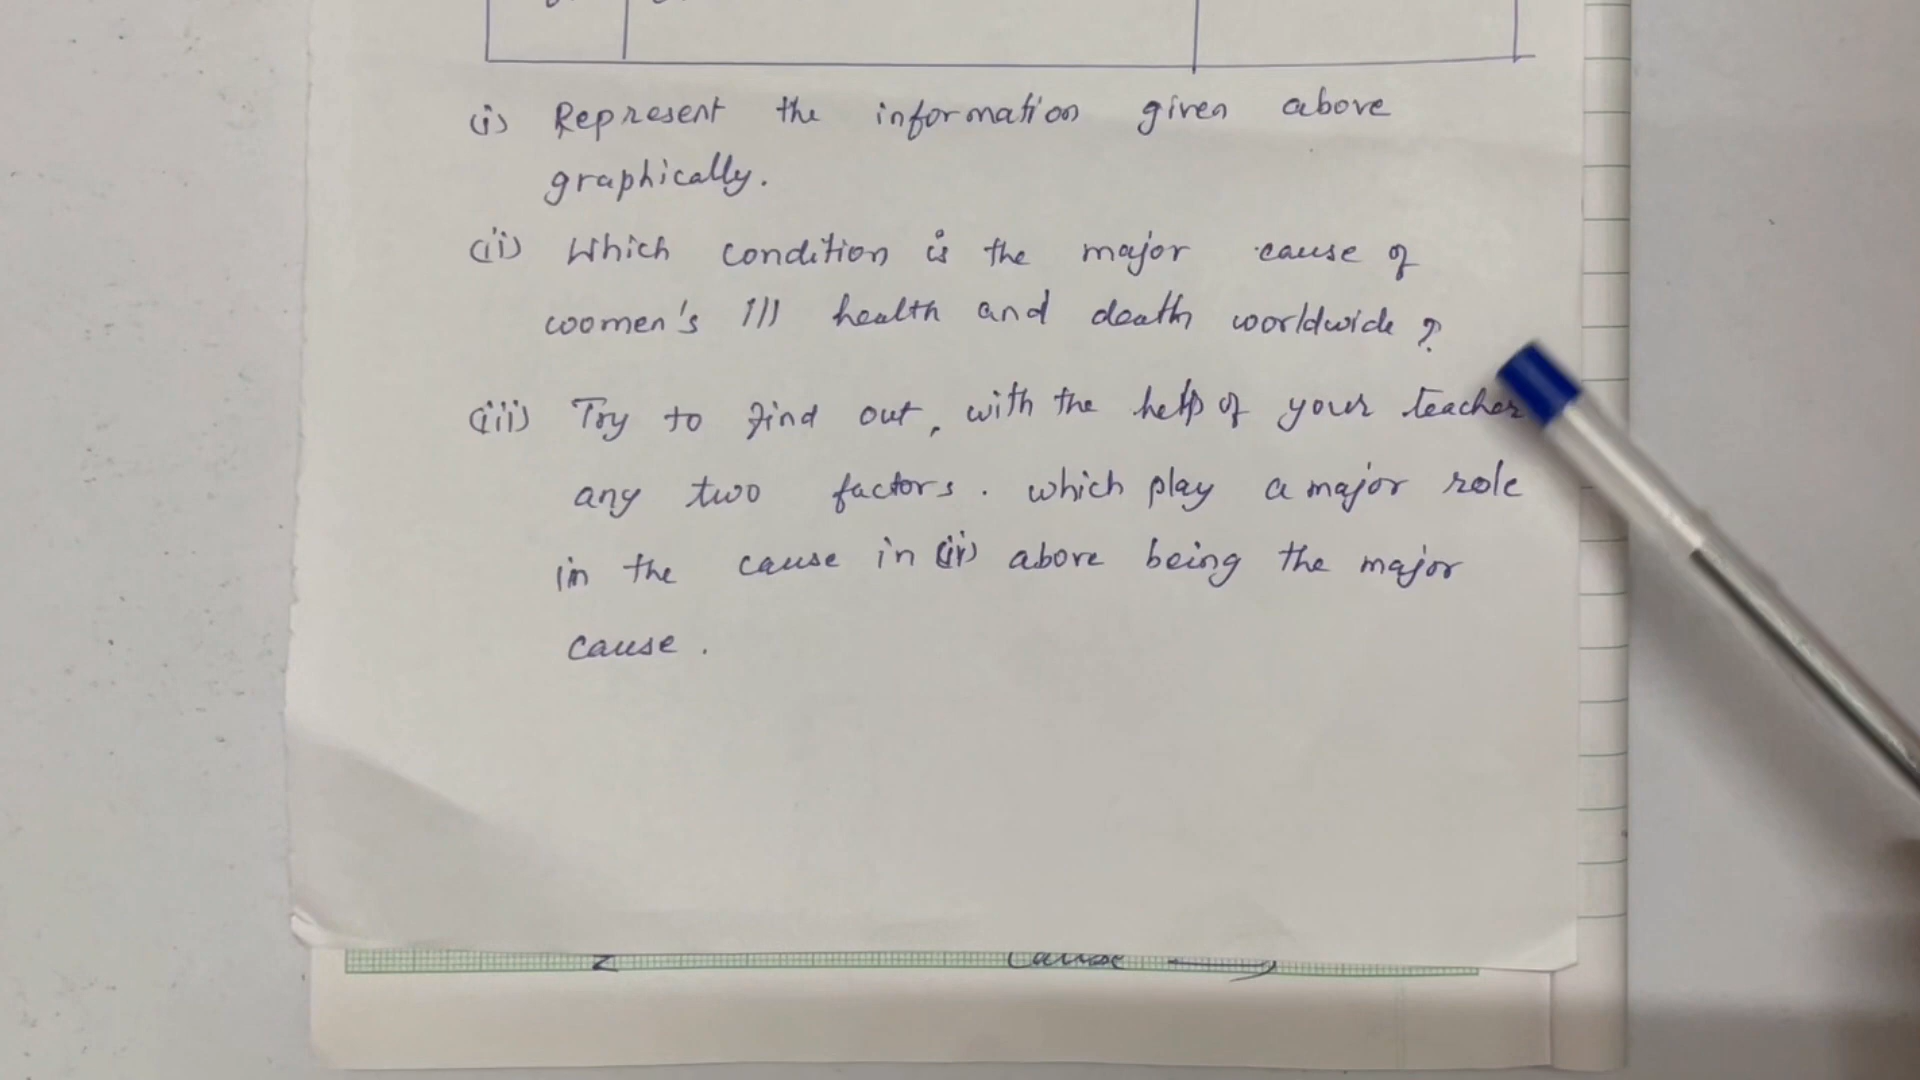 (i) Represent the information given above
graphically.
(ii) Which condition is the major cause of
women's ill health and death worldwide ?
(iii) Try to find out, with the help of your teacher
any two factors. which play a major role
in the cause in (ii) above being the major
cause.
Cause